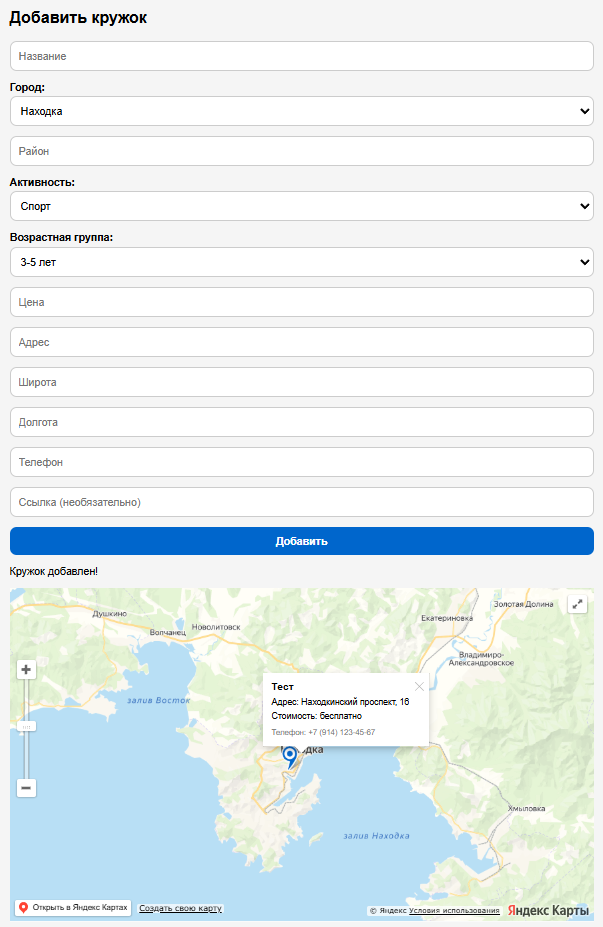 Добавить кружок
Название
Город:
Находка
Район
Активность:
Спорт
Возрастная группа:
3-5 лет
Цена
Адрес
Широта
Долгота
Телефон
Ссылка (необязательно)
Добавить
Кружок добавлен!
Золотая Долина
Душкино
Екатериновка
Новолитовск
Волчанец
Владимиро-
Александровское
залив Восток
Тест
Адрес: Находкинский проспект, 16
Стоимость: бесплатно
Телефон: +7 (914) 123-45-67
Хмыловка
залив Находка
Открыть в Яндекс Картах
Создать свою карту
© Яндекс Условия использования
Яндекс Карты